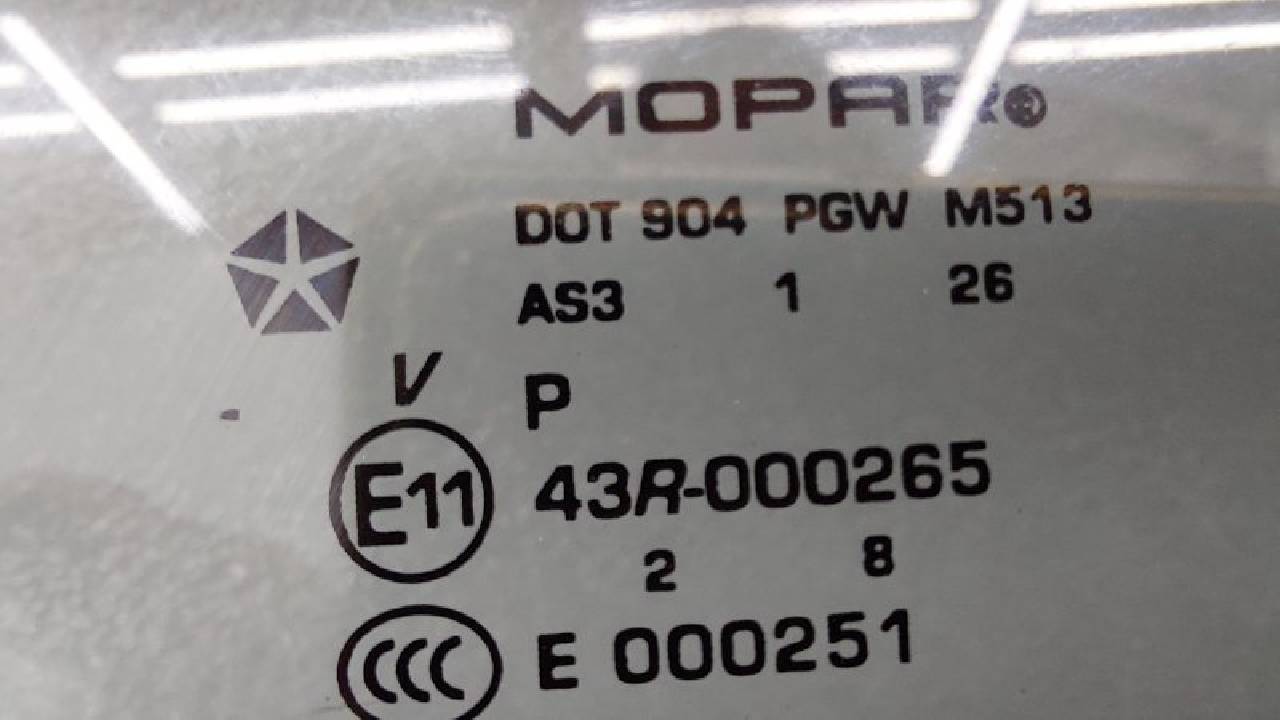 MOPAR®
DOT 904 PGW M513
AS3 1 26
V P
E11 43R-000265
2 8
CCC E 000251